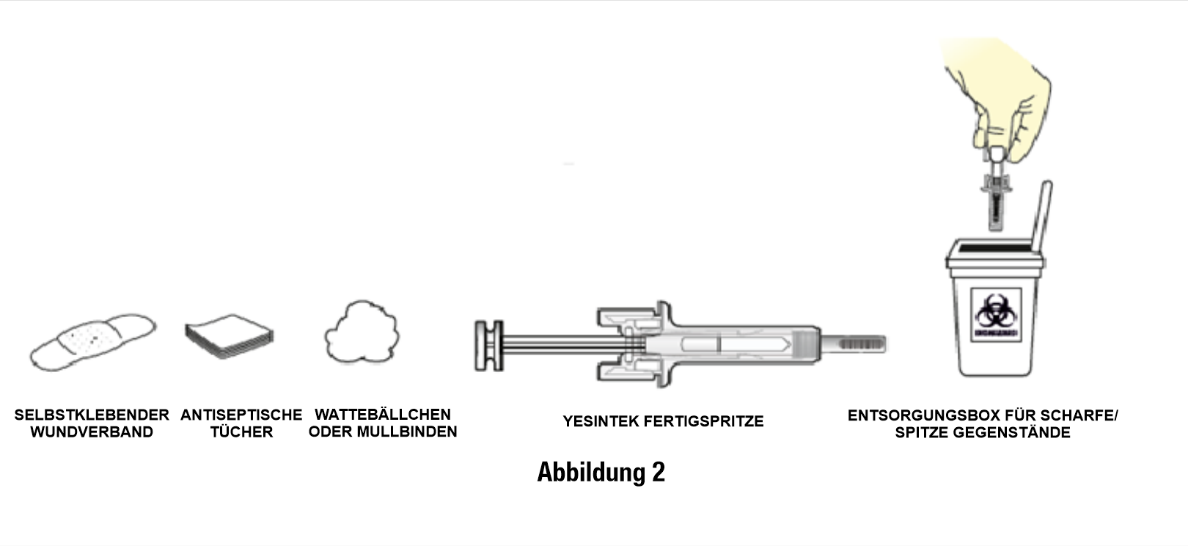 SELBSTKLEBENDER
WUNDVERBAND
ANTISEPTISCHE
TÜCHER
WATTEBÄLLCHEN
ODER MULLBINDEN
YESINTEK FERTIGSPRITZE
ENTSORGUNGSBOX FÜR SCHARFE/
SPITZE GEGENSTÄNDE
Abbildung 2